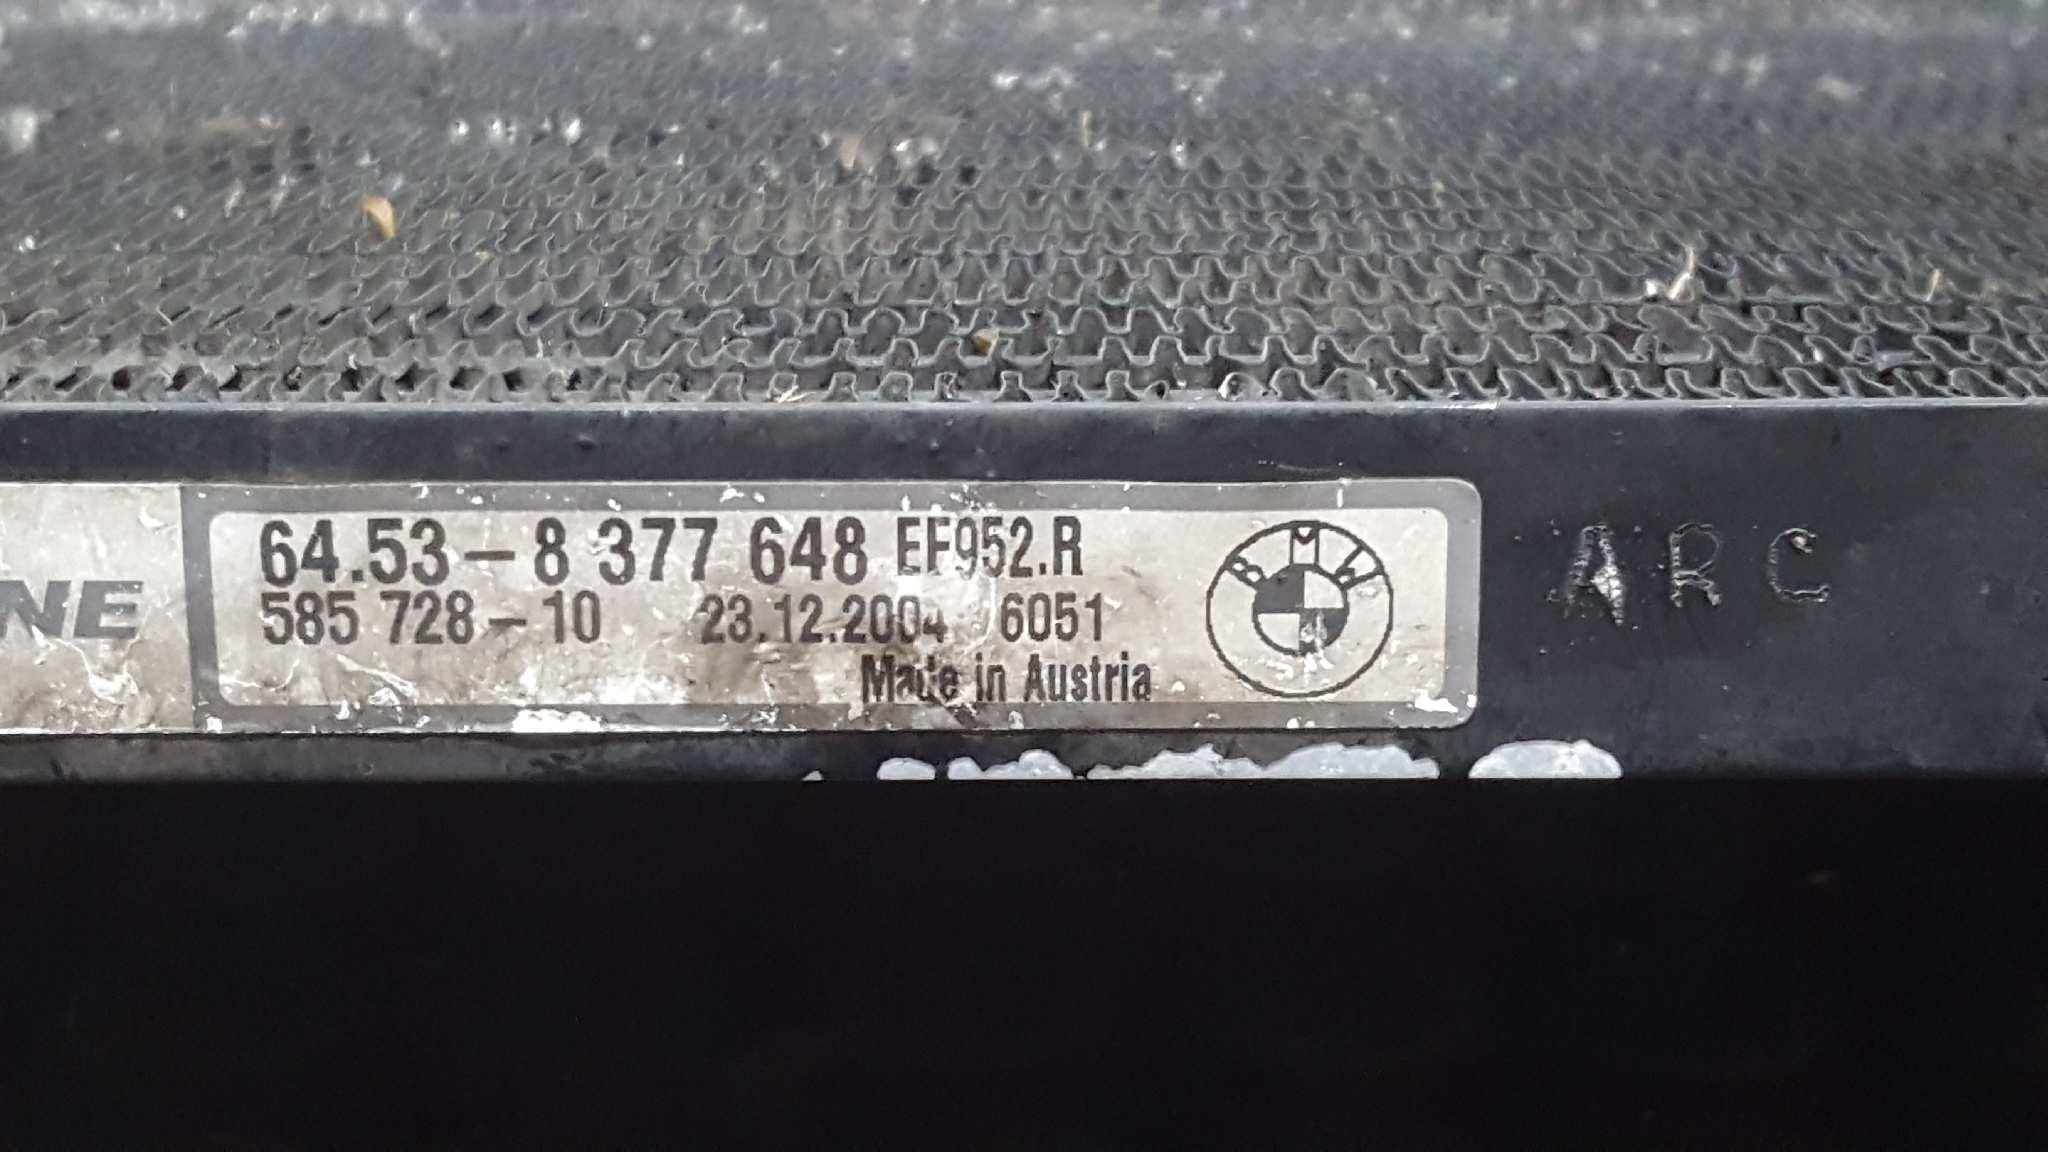 NE
64.53-8 377 648 EF952.R
585 728-10 23.12.2004 6051
Made in Austria
BMW
ARC